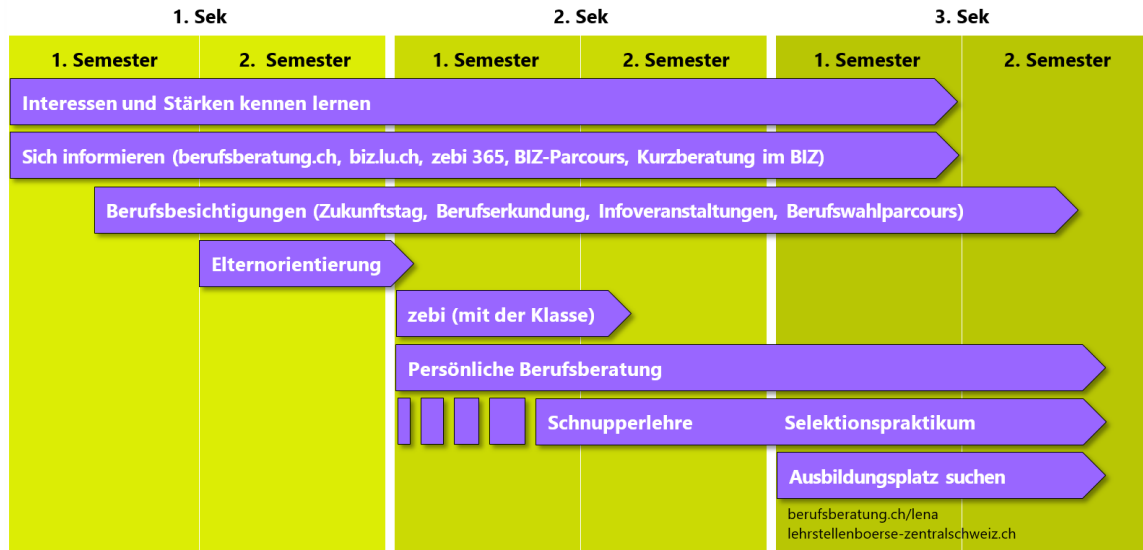 1. Sek
2. Sek
3. Sek
1. Semester
2. Semester
1. Semester
2. Semester
1. Semester
2. Semester
Interessen und Stärken kennen lernen
Sich informieren (berufsberatung.ch, biz.lu.ch, zebi 365, BIZ-Parcours, Kurzberatung im BIZ)
Berufsbesichtigungen (Zukunftstag, Berufserkundung, Infoveranstaltungen, Berufswahlparcours)
Elternorientierung
zebi (mit der Klasse)
Persönliche Berufsberatung
Schnupperlehre
Selektionspraktikum
Ausbildungsplatz suchen
berufsberatung.ch/lena
lehrstellenboerse-zentralschweiz.ch